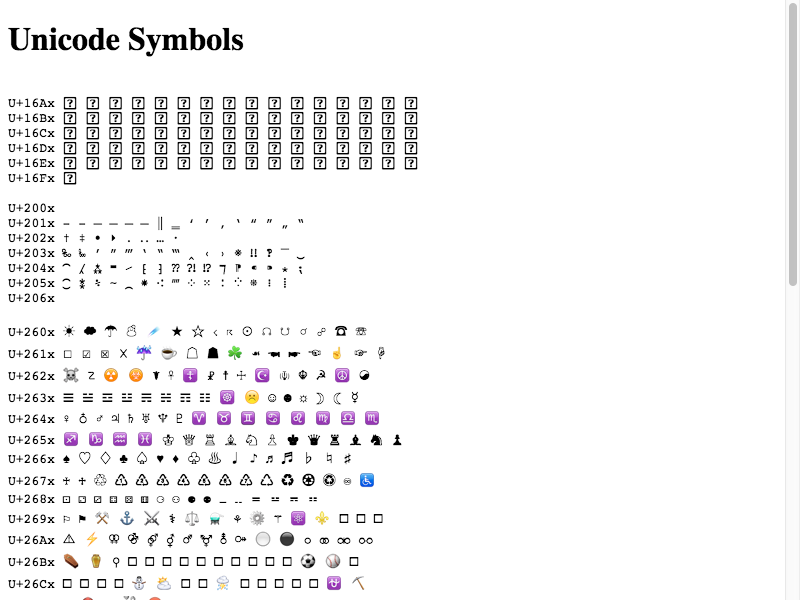 Unicode Symbols
U+16Ax
U+16Bx
U+16Cx
U+16Dx
U+16Ex
U+16Fx
U+200x
U+201x ‐ ‑ ‒ – — ― ‖ ‗ ‘ ’ ‚ ‛ “ ” „ ‟
U+202x † ‡ • ‣ ․ ‥ … ‧
U+203x ‰ ‱ ′ ″ ‴ ‵ ‶ ‷ ‸ ‹ › ※ ‼ ‽ ‾ ‿
U+204x ⁀ ⁁ ⁂ ⁃ ⁄ ⁅ ⁆ ⁇ ⁈ ⁉ ⁊ ⁋ ⁌ ⁍ ⁎ ⁏
U+205x ⁐ ⁑ ⁒ ⁓ ⁔ ⁕ ⁖ ⁗ ⁘ ⁙ ⁚ ⁛ ⁜ ⁝ ⁞
U+206x
U+260x ☀ ☁ ☂ ☃ ☄ ★ ☆ ☇ ☈ ☉ ☊ ☋ ☌ ☍ ☎ ☏
U+261x ☐ ☑ ☒ ☓ ☔ ☕ ☖ ☗ ☘ ☙ ☚ ☛ ☜ ☝ ☞ ☟
U+262x ☠ ☡ ☢ ☣ ☤ ☥ ☦ ☧ ☨ ☩ ☪ ☫ ☬ ☭ ☮ ☯
U+263x ☰ ☱ ☲ ☳ ☴ ☵ ☶ ☷ ☸ ☹ ☺ ☻ ☼ ☽ ☾ ☿
U+264x ♀ ♁ ♂ ♃ ♄ ♅ ♆ ♇ ♈ ♉ ♊ ♋ ♌ ♍ ♎ ♏
U+265x ♐ ♑ ♒ ♓ ♔ ♕ ♖ ♗ ♘ ♙ ♚ ♛ ♜ ♝ ♞ ♟
U+266x ♠ ♡ ♢ ♣ ♤ ♥ ♦ ♧ ♨ ♩ ♪ ♫ ♬ ♭ ♮ ♯
U+267x ♰ ♱ ♲ ♳ ♴ ♵ ♶ ♷ ♸ ♹ ♺ ♻ ♼ ♽ ♾ ♿
U+268x ⚀ ⚁ ⚂ ⚃ ⚄ ⚅ ⚆ ⚇ ⚈ ⚉ ⚊ ⚋ ⚌ ⚍ ⚎ ⚏
U+269x ⚐ ⚑ ⚒ ⚓ ⚔ ⚕ ⚖ ⚗ ⚘ ⚙ ⚚ ⚛ ⚜
U+26Ax ⚠ ⚡ ⚢ ⚣ ⚤ ⚥ ⚦ ⚧ ⚨ ⚩ ⚪ ⚫ ⚬ ⚭ ⚮ ⚯
U+26Bx ⚰ ⚱ ⚲ ⚽ ⚾
U+26Cx ⛄ ⛅ ⛈ ⛎ ⛏